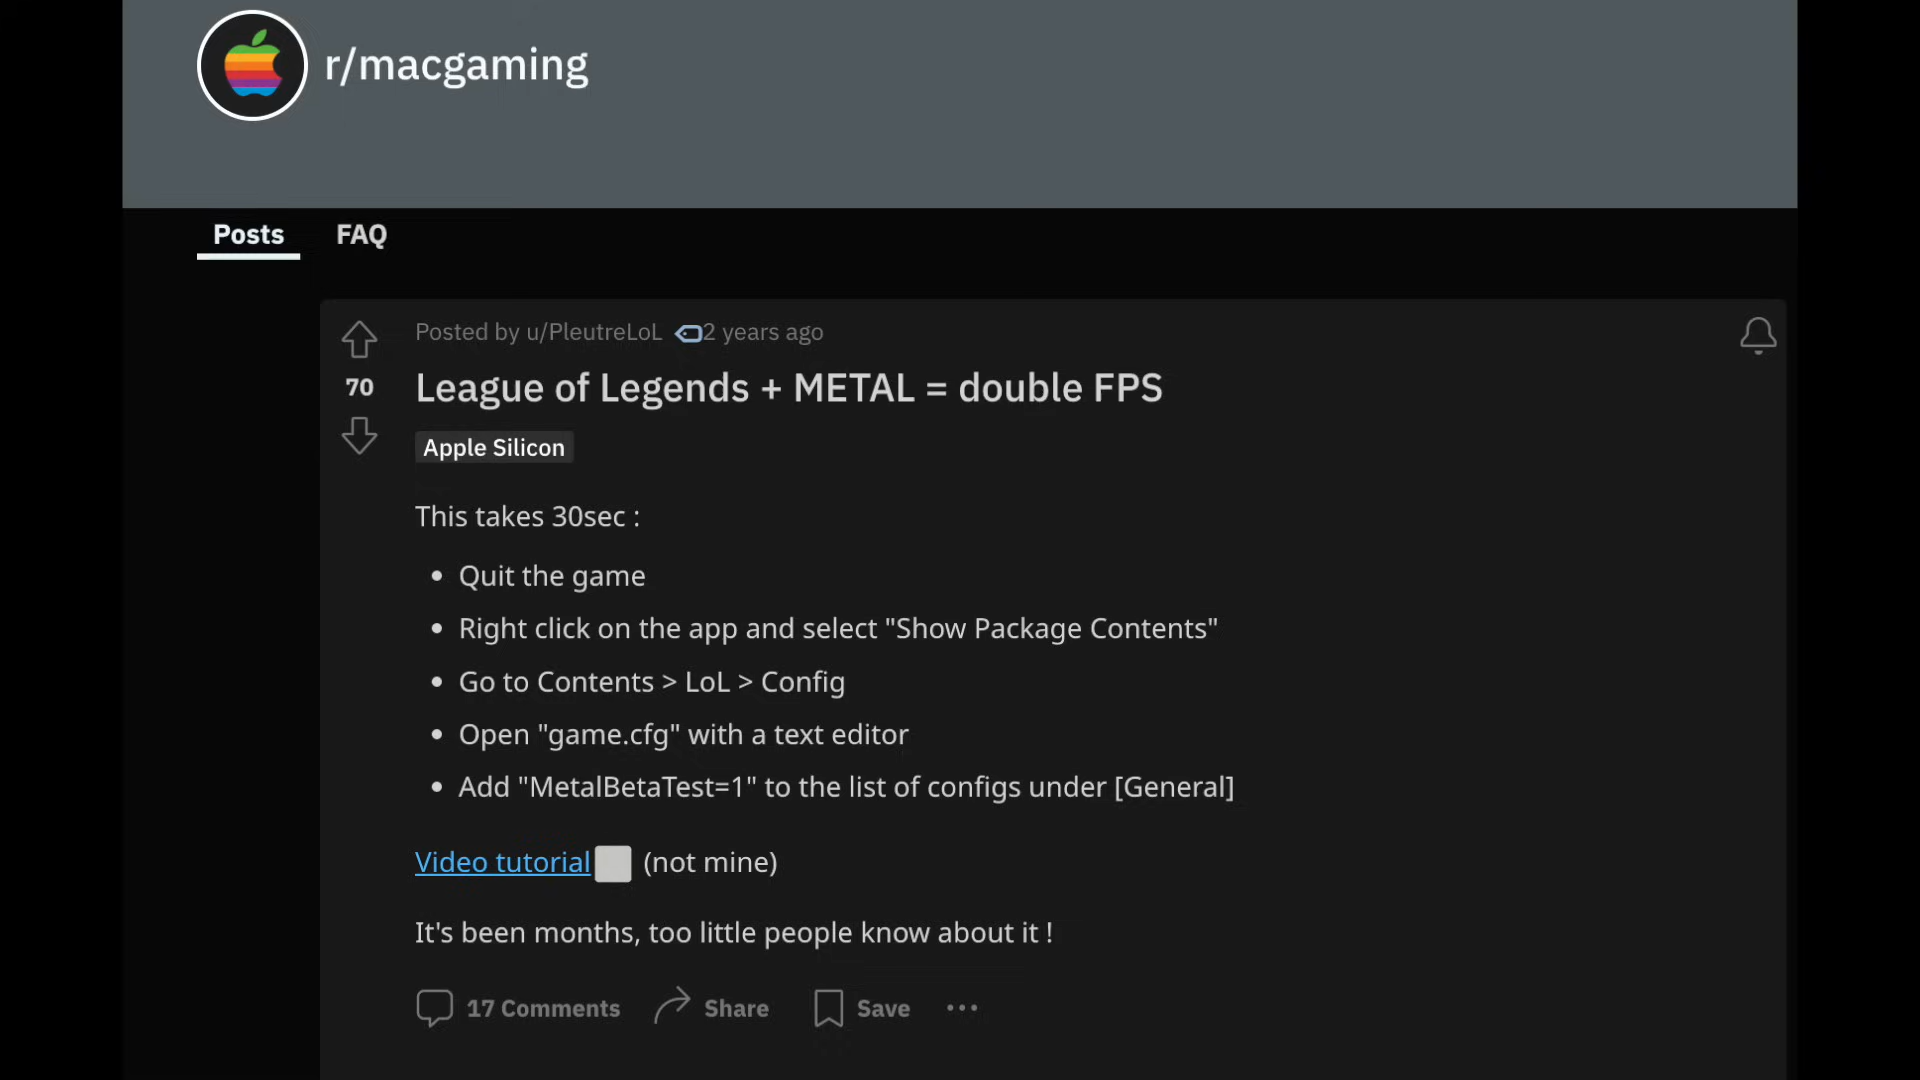 r/macgaming
Posts FAQ
Posted by u/PleutreLoL 2 years ago
70
League of Legends + METAL = double FPS
Apple Silicon
This takes 30sec :
• Quit the game
• Right click on the app and select "Show Package Contents"
• Go to Contents > LoL > Config
• Open "game.cfg" with a text editor
• Add "MetalBetaTest=1" to the list of configs under [General]
Video tutorial (not mine)
It's been months, too little people know about it !
17 Comments Share Save ...